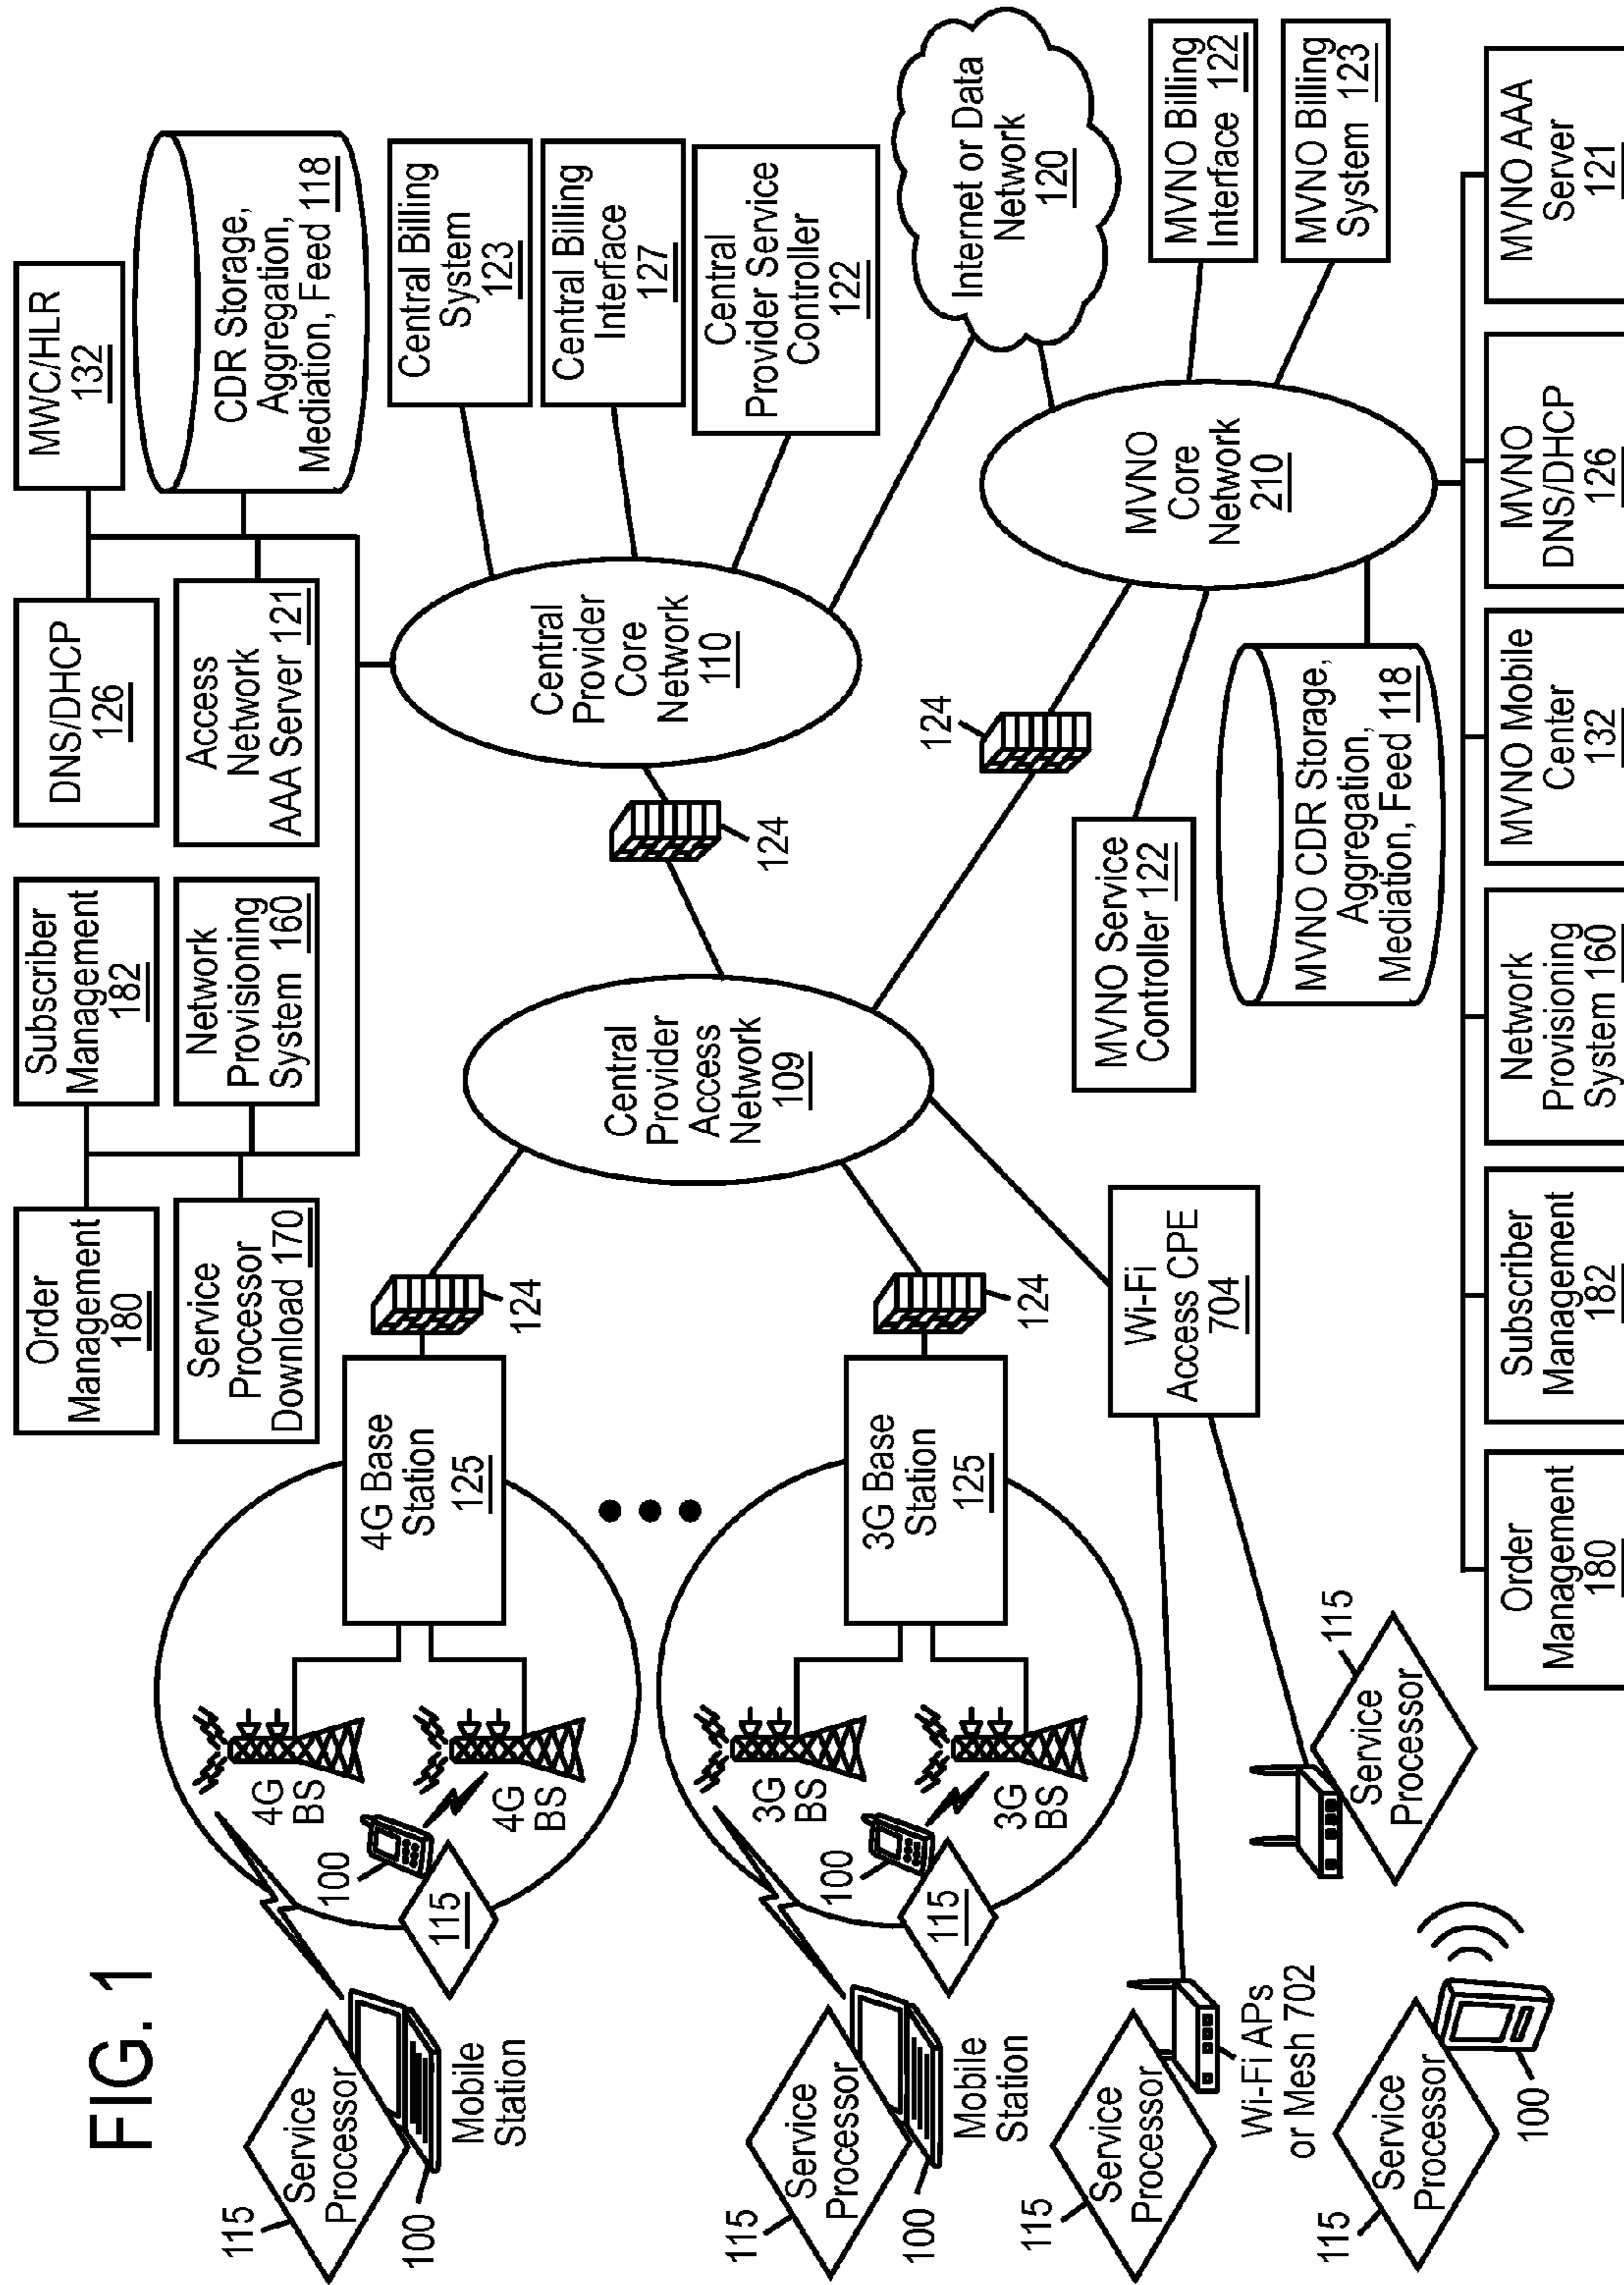 FIG. 1
Order
Management
180
Subscriber
Management
182
DNS/DHCP
126
MWC/HLR
132
Service
Processor
Download 170
Network
Provisioning
System 160
Access
Network
AAA Server 121
CDR Storage,
Aggregation,
Mediation, Feed 118
115
Service
Processor
100
Mobile
Station
4G
BS
4G
BS
100
115
4G Base
Station
125
124
Central
Provider
Access
Network
109
124
Central
Provider
Core
Network
110
Central Billing
System
123
Central Billing
Interface
127
Central
Provider Service
Controller
122
115
Service
Processor
100
Mobile
Station
3G
BS
3G
BS
100
115
3G Base
Station
125
124
124
Internet or Data
Network
120
115
Service
Processor
Wi-Fi APs
or Mesh 702
Wi-Fi
Access CPE
704
MVNO Service
Controller 122
MVNO
Core
Network
210
MVNO Billing
Interface 122
MVNO Billing
System 123
MVNO CDR Storage,
Aggregation,
Mediation, Feed 118
115
Service
Processor
100
Service
Processor
115
Order
Management
180
Subscriber
Management
182
Network
Provisioning
System 160
MVNO Mobile
Center
132
MVNO
DNS/DHCP
126
MVNO AAA
Server
121